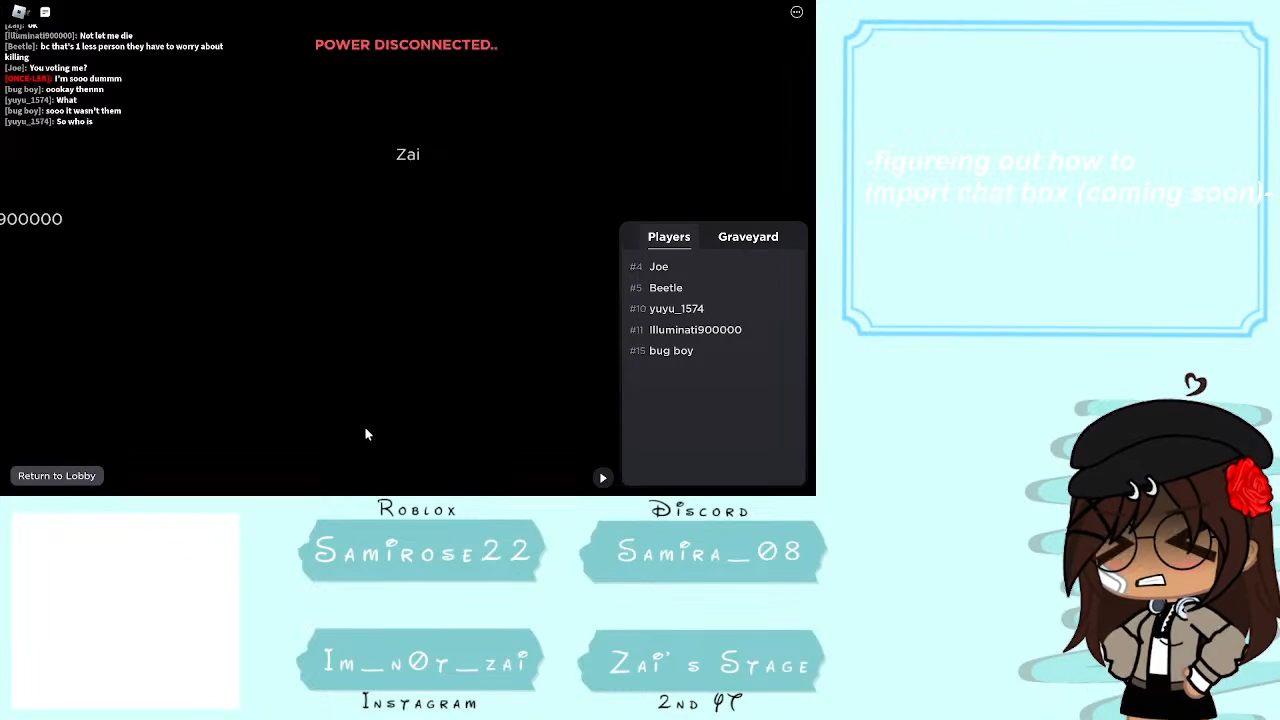 [Zai]: ok
[Illuminati900000]: Not let me die
[Beetle]: bc that's 1 less person they have to worry about
killing
[Joe]: You voting me?
[ONCE-LER]: I'm sooo dummm
[bug boy]: oookay thennn
[yuyu_1574]: What
[bug boy]: sooo it wasn't them
[yuyu_1574]: So who is
POWER DISCONNECTED..
Zai
900000
Players Graveyard
#4 Joe
#5 Beetle
#10 yuyu_1574
#11 Illuminati900000
#15 bug boy
Return to Lobby
-figureing out how to
import chat box (coming soon)-
Roblox
Samirose22
Discord
Samira_08
Im_n0t_zai
Instagram
Zai's Stage
2nd YT